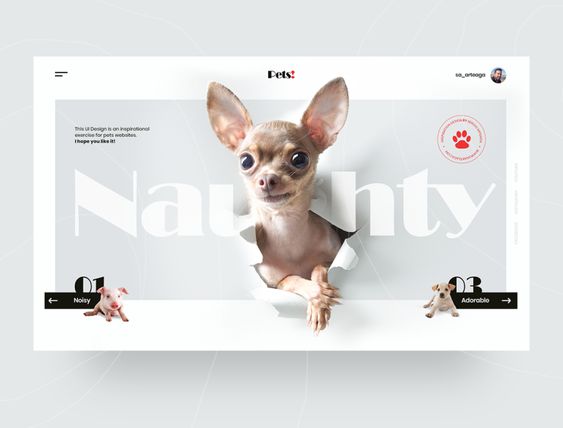 Pets!
sa_arteaga
This UI Design is an inspirational
exercise for pets websites.
I hope you like it!
Naughty
01
Noisy
03
Adorable